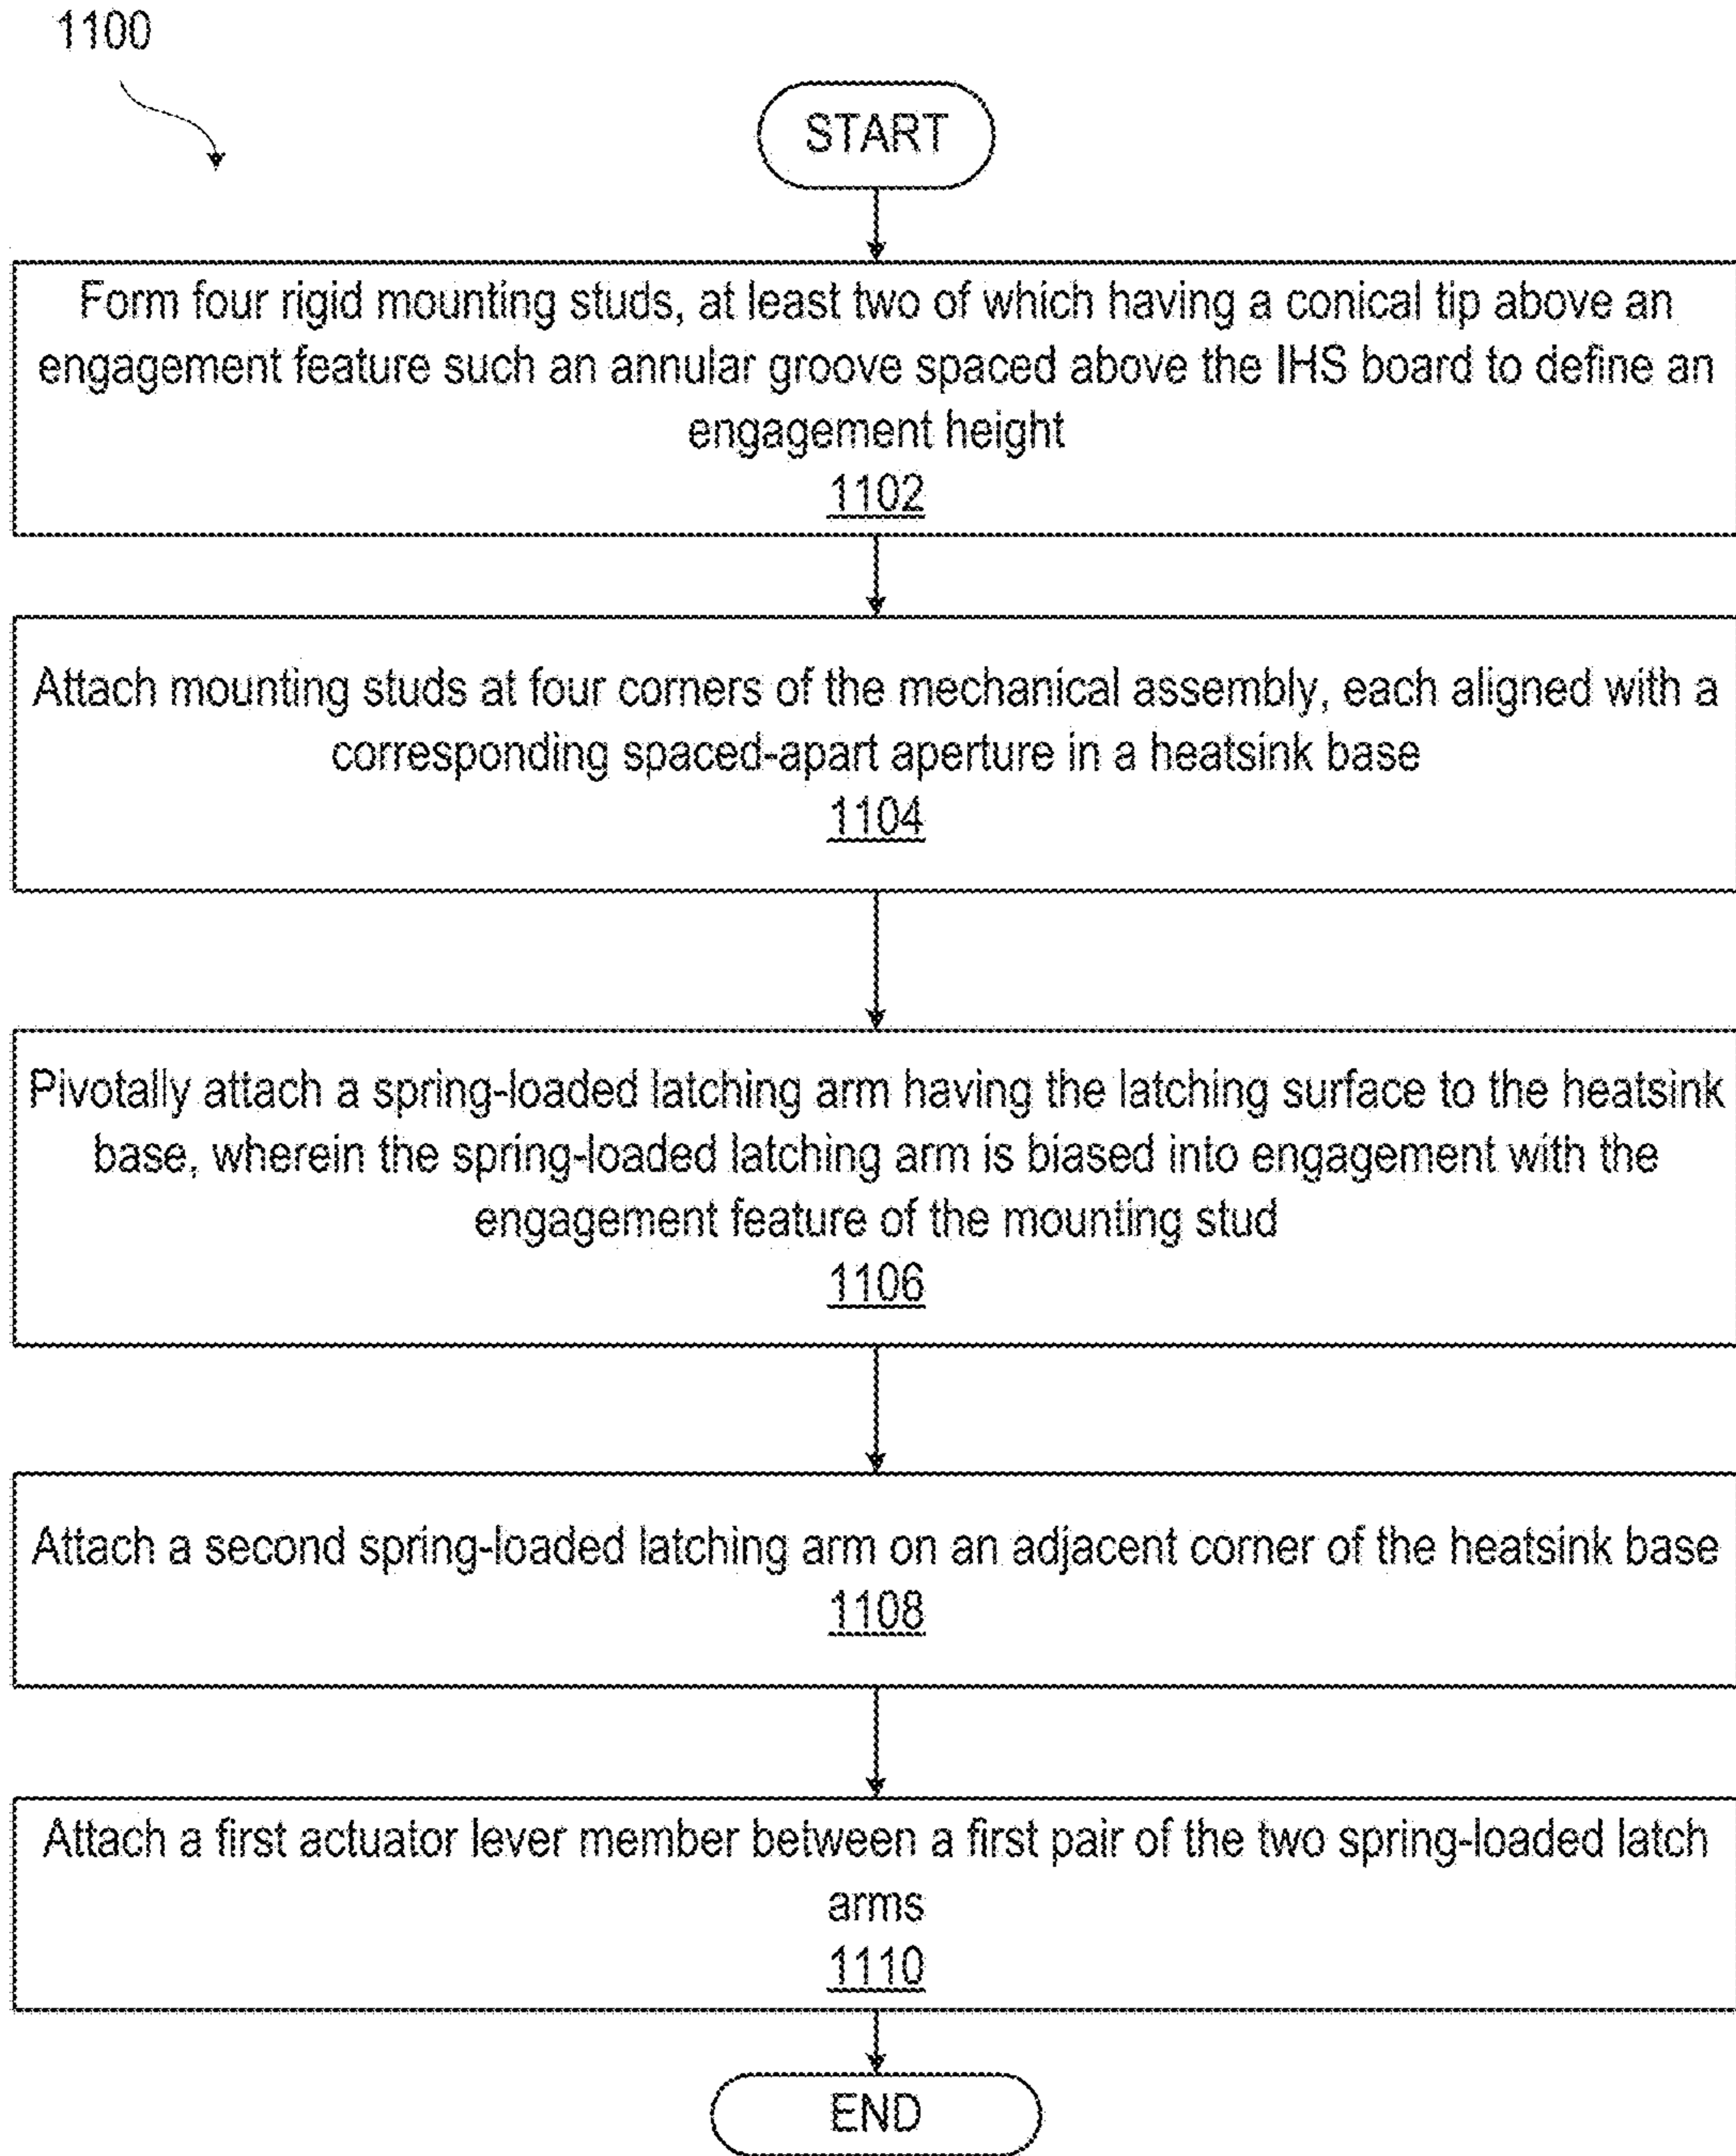 1100
START
Form four rigid mounting studs, at least two of which having a conical tip above an
engagement feature such an annular groove spaced above the IHS board to define an
engagement height
1102
Attach mounting studs at four corners of the mechanical assembly, each aligned with a
corresponding spaced-apart aperture in a heatsink base
1104
Pivotally attach a spring-loaded latching arm having the latching surface to the heatsink
base, wherein the spring-loaded latching arm is biased into engagement with the
engagement feature of the mounting stud
1106
Attach a second spring-loaded latching arm on an adjacent corner of the heatsink base
1108
Attach a first actuator lever member between a first pair of the two spring-loaded latch
arms
1110
END